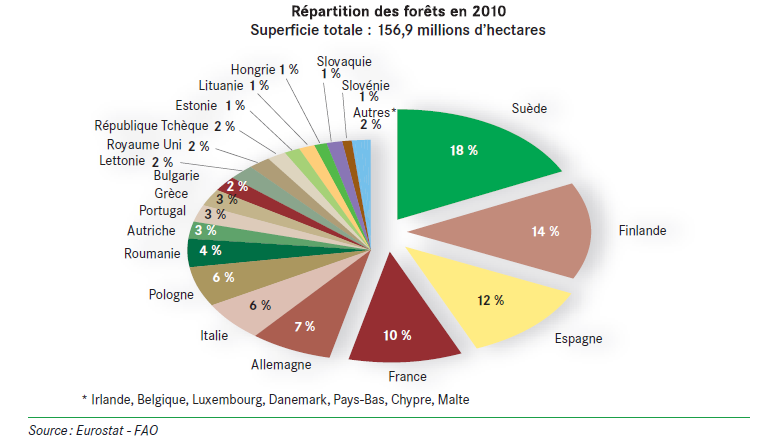 Répartition des forêts en 2010
Superficie totale : 156,9 millions d'hectares
Slovaquie
1 %
Hongrie 1 %
Slovénie
1 %
Lituanie 1 %
Estonie 1 %
Autres*
2 %
République Tchèque 2 %
Royaume Uni 2 %
Lettonie 2 %
Bulgarie
2 %
Grèce
3 %
Portugal
3 %
Autriche
3 %
Roumanie
4 %
Pologne
6 %
Italie
6 %
Allemagne
7 %
France
10 %
Espagne
12 %
Finlande
14 %
Suède
18 %
* Irlande, Belgique, Luxembourg, Danemark, Pays-Bas, Chypre, Malte
Source : Eurostat - FAO